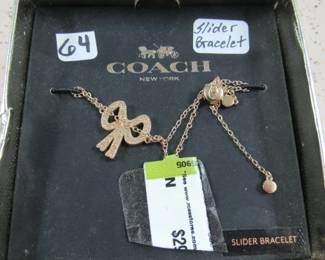 64
Slider
Bracelet
COACH
NEW YORK
N
$29
SLIDER BRACELET